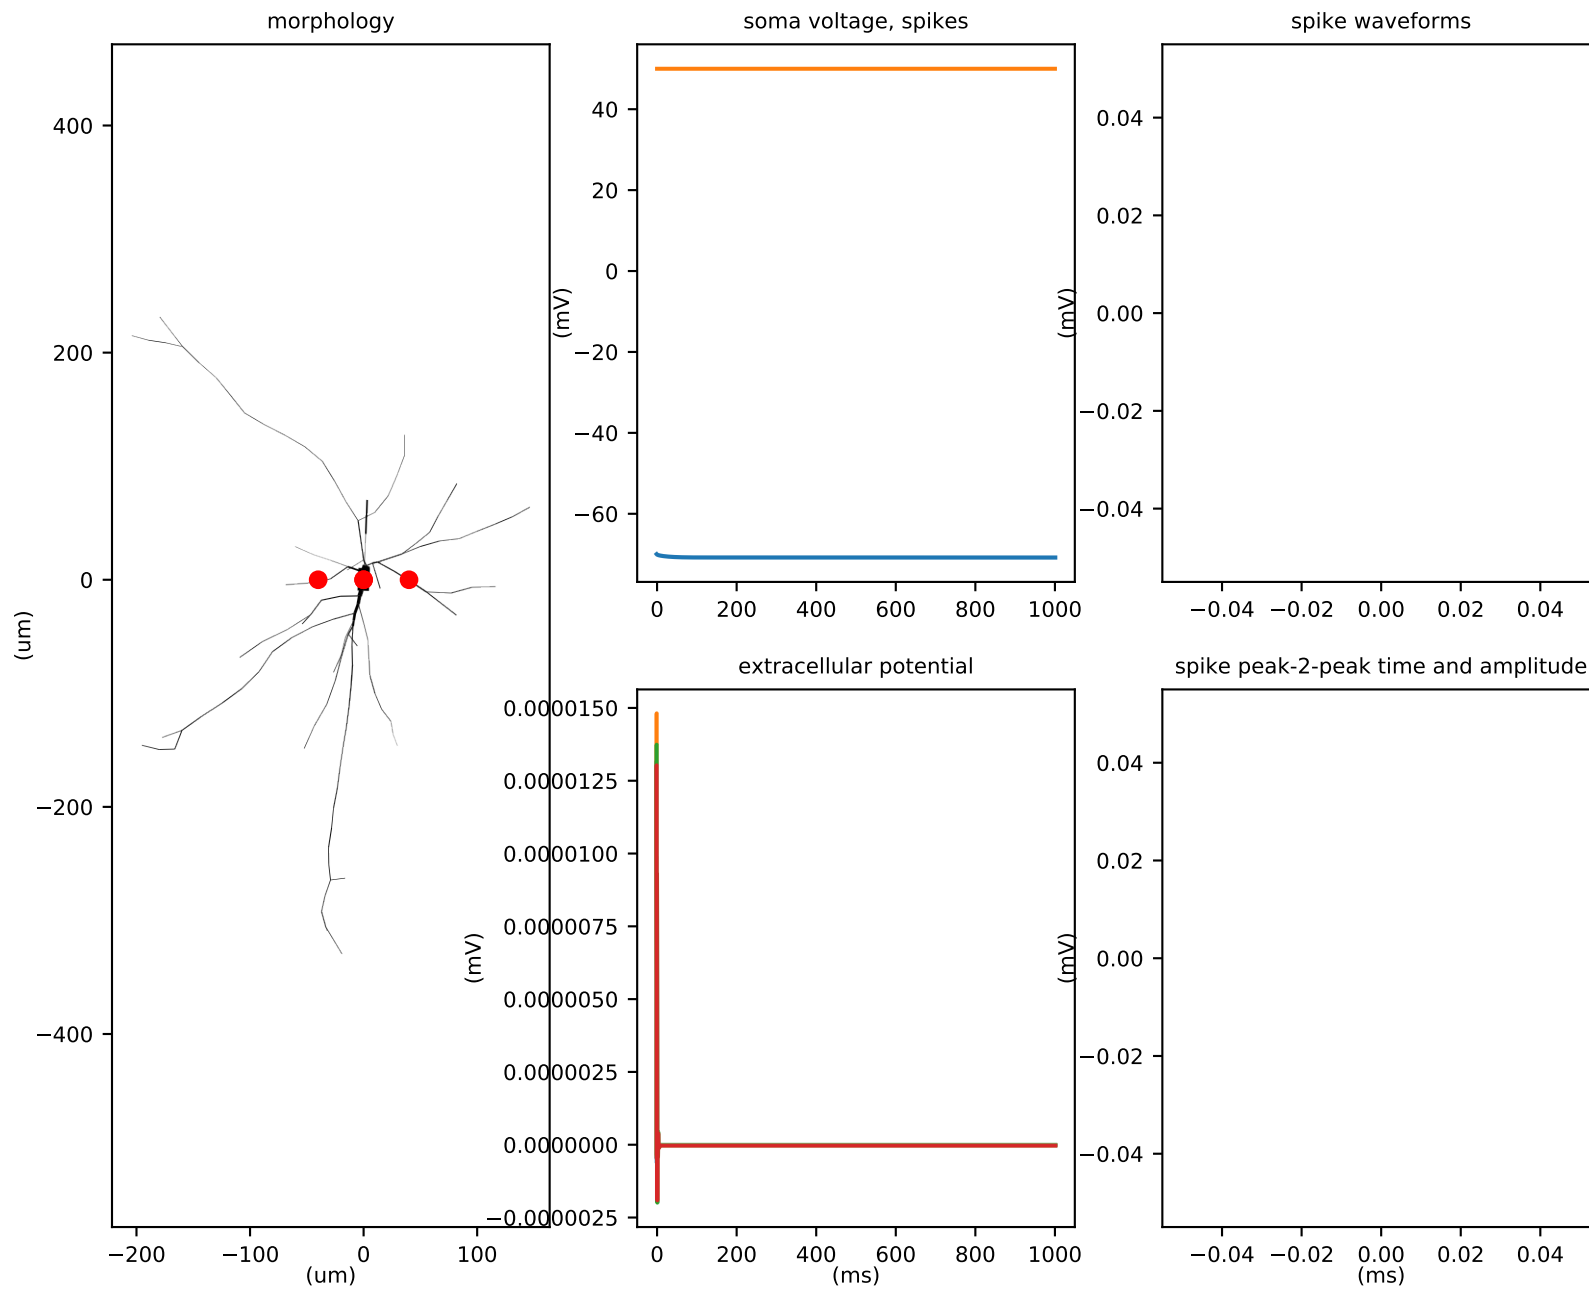 morphology
400
200
0
−200
−400
(um)
−200 −100 0 100
(um)
soma voltage, spikes
40
20
0
−20
−40
−60
(mV)
0 200 400 600 800 1000
spike waveforms
0.04
0.02
0.00
−0.02
−0.04
(mV)
−0.04 −0.02 0.00 0.02 0.04
extracellular potential
0.0000150
0.0000125
0.0000100
0.0000075
0.0000050
0.0000025
0.0000000
−0.0000025
(mV)
0 200 400 600 800 1000
(ms)
spike peak-2-peak time and amplitude
0.04
0.02
0.00
−0.02
−0.04
(mV)
−0.04 −0.02 0.00 0.02 0.04
(ms)